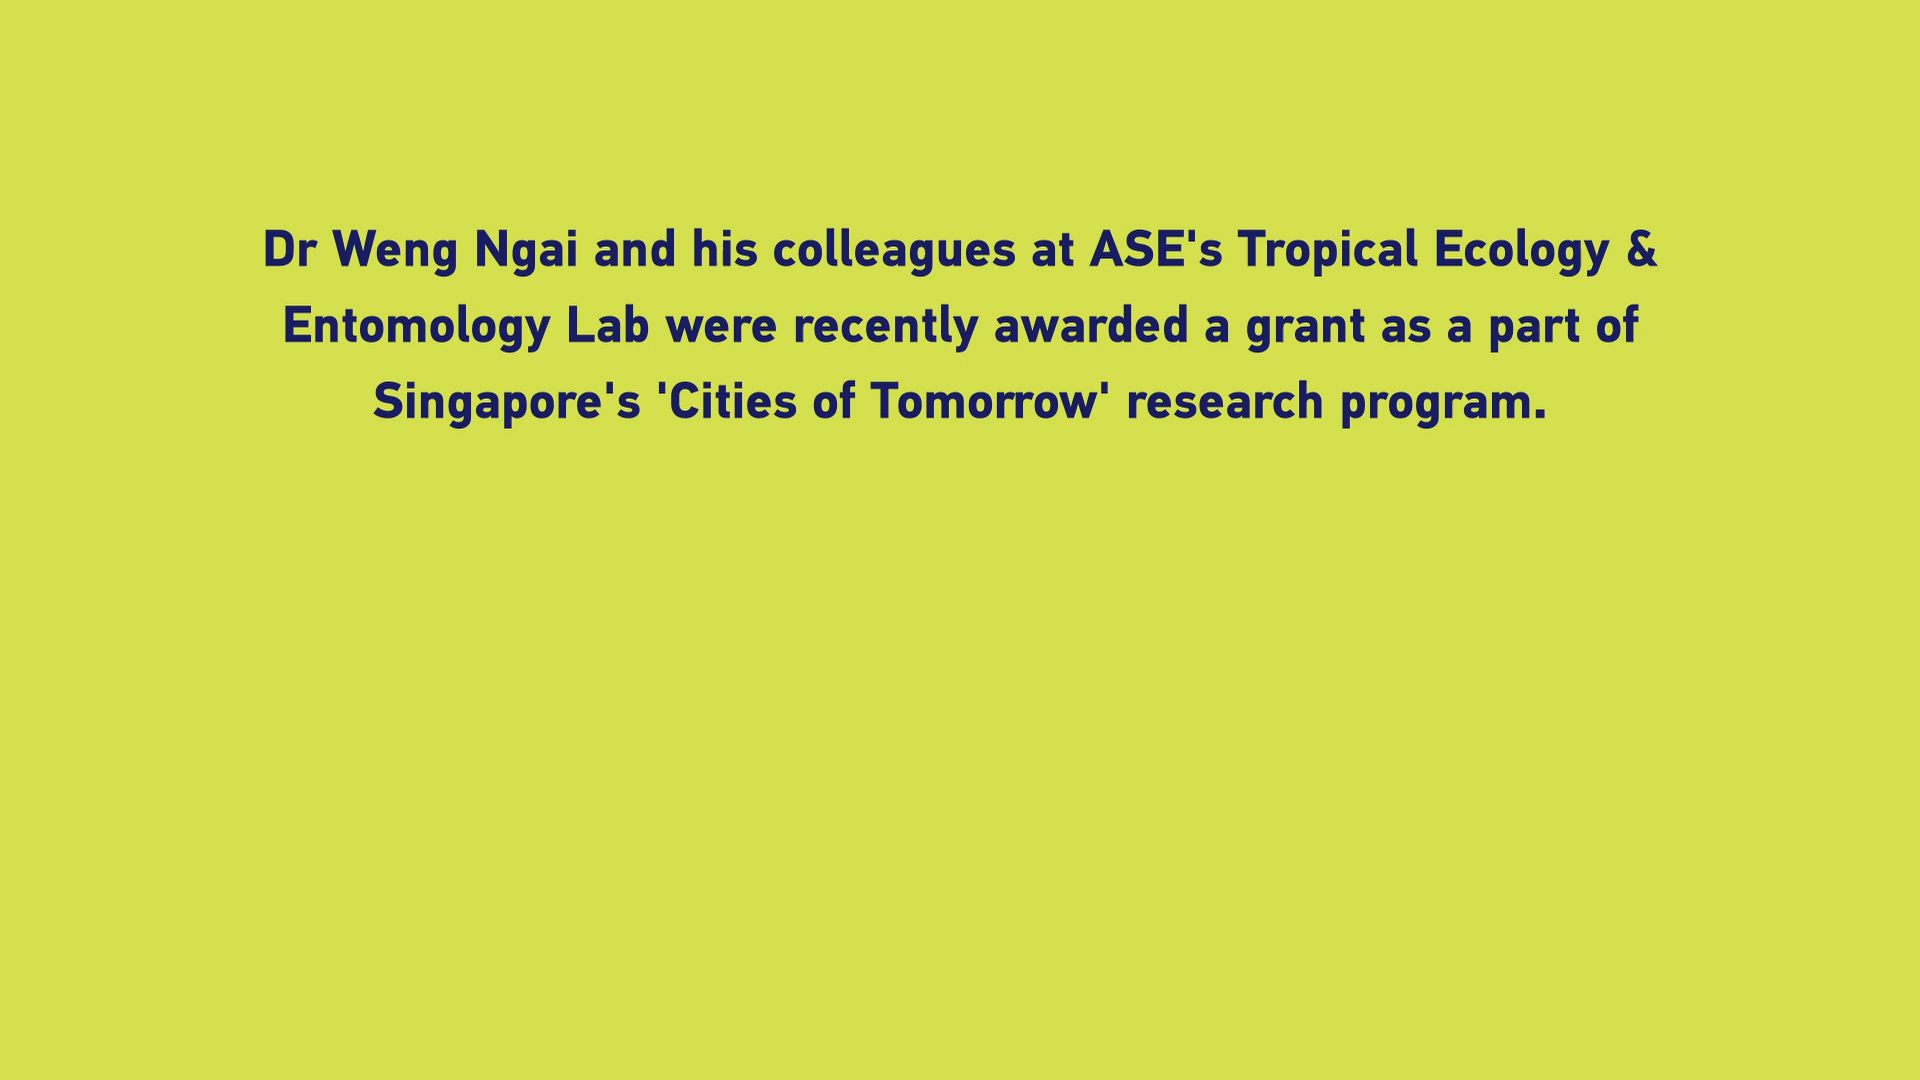 Dr Weng Ngai and his colleagues at ASE's Tropical Ecology &
Entomology Lab were recently awarded a grant as a part of
Singapore's 'Cities of Tomorrow' research program.